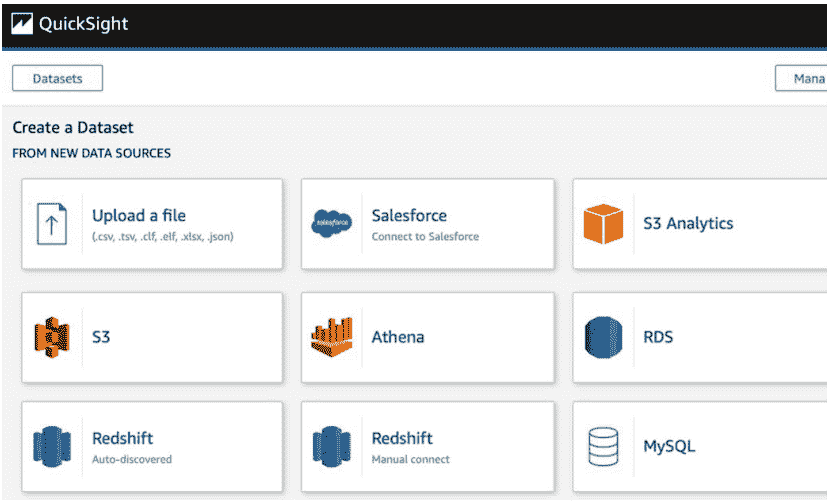 QuickSight
Datasets
Mana
Create a Dataset
FROM NEW DATA SOURCES
Upload a file
(.csv, .tsv, .clf, .elf, .xlsx, .json)
salesforce
Salesforce
Connect to Salesforce
S3 Analytics
S3
Athena
RDS
Redshift
Auto-discovered
Redshift
Manual connect
MySQL